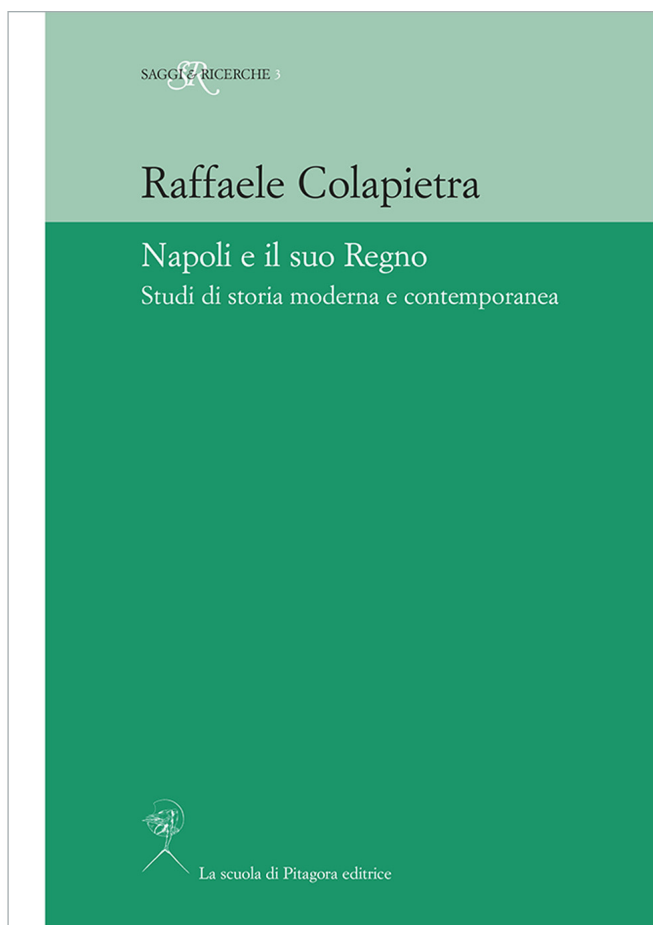 SAGGI & RICERCHE 3
Raffaele Colapietra
Napoli e il suo Regno
Studi di storia moderna e contemporanea
La scuola di Pitagora editrice